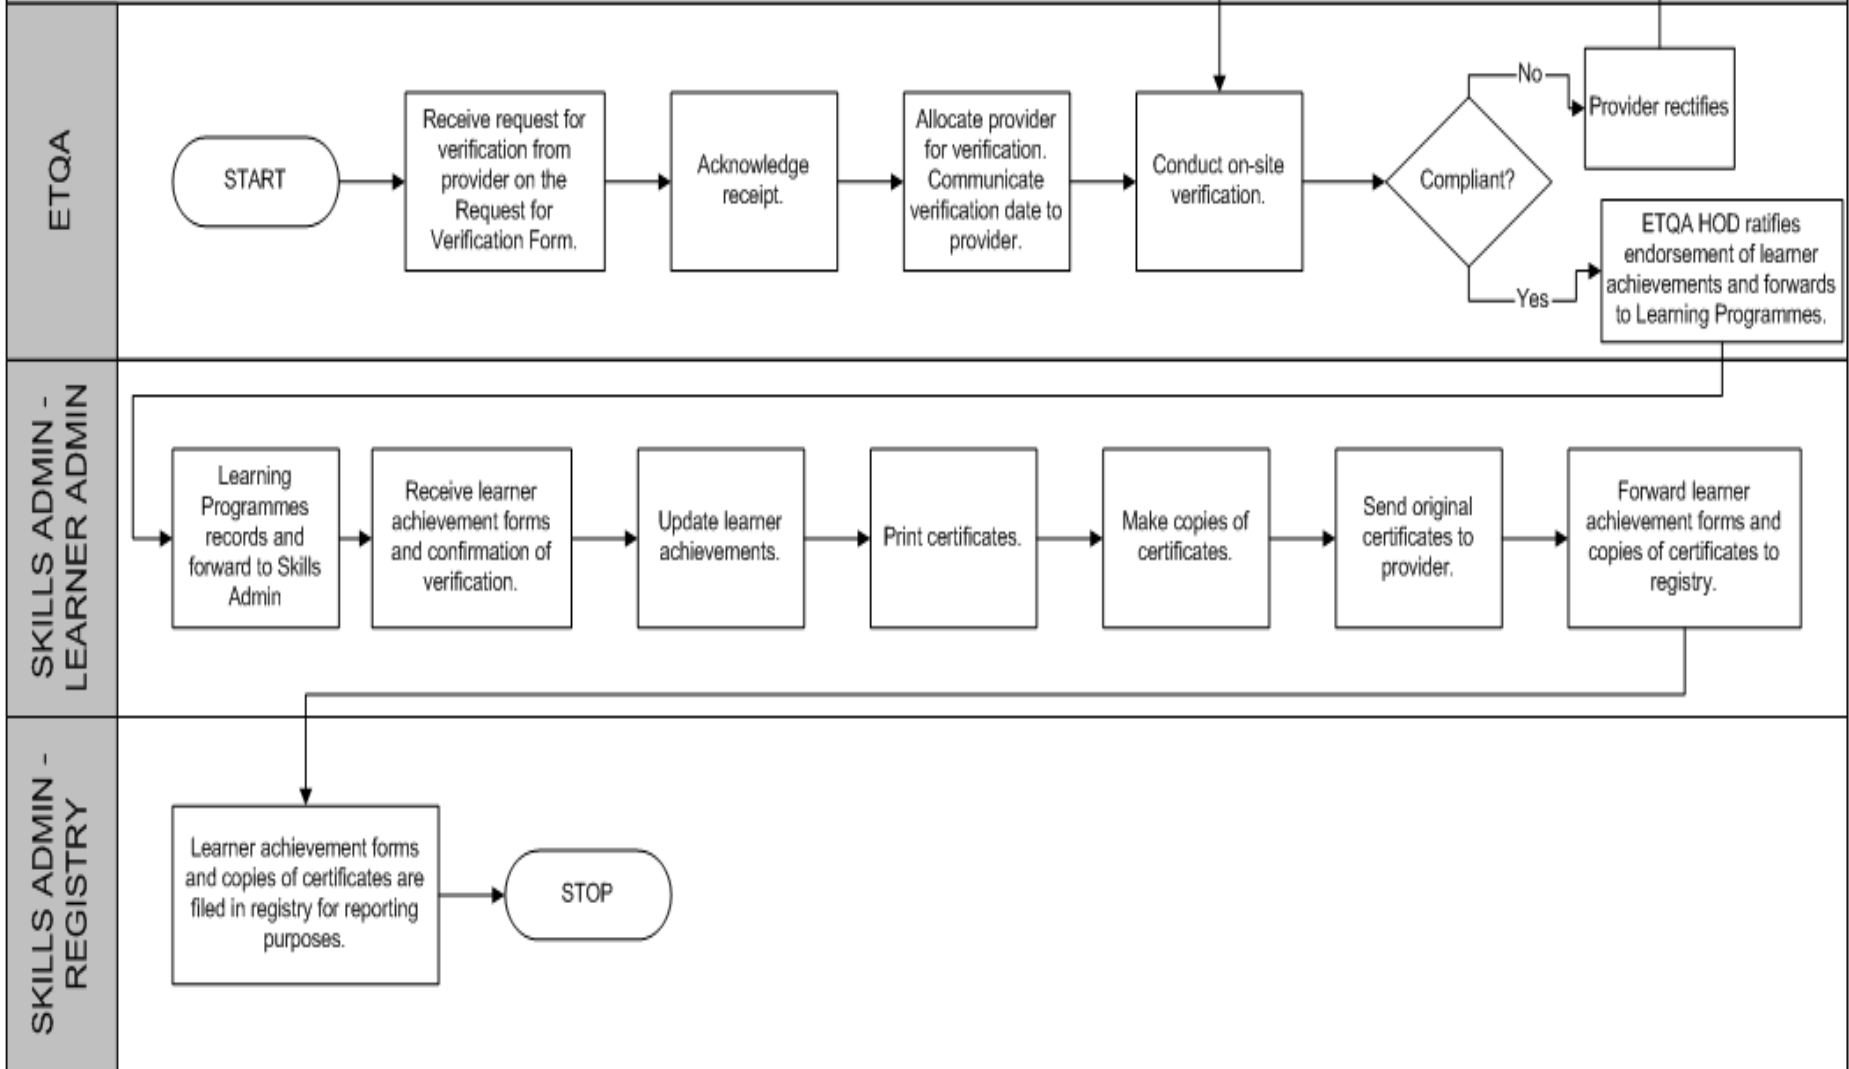 ETQA
START
Receive request for
verification from
provider on the
Request for
Verification Form.
Acknowledge
receipt.
Allocate provider
for verification.
Communicate
verification date to
provider.
Conduct on-site
verification.
Compliant?
No
Provider rectifies
Yes
ETQA HOD ratifies
endorsement of learner
achievements and forwards
to Learning Programmes.
SKILLS ADMIN -
LEARNER ADMIN
Learning
Programmes
records and
forward to Skills
Admin
Receive learner
achievement forms
and confirmation of
verification.
Update learner
achievements.
Print certificates.
Make copies of
certificates.
Send original
certificates to
provider.
Forward learner
achievement forms and
copies of certificates to
registry.
SKILLS ADMIN -
REGISTRY
Learner achievement forms
and copies of certificates are
filed in registry for reporting
purposes.
STOP